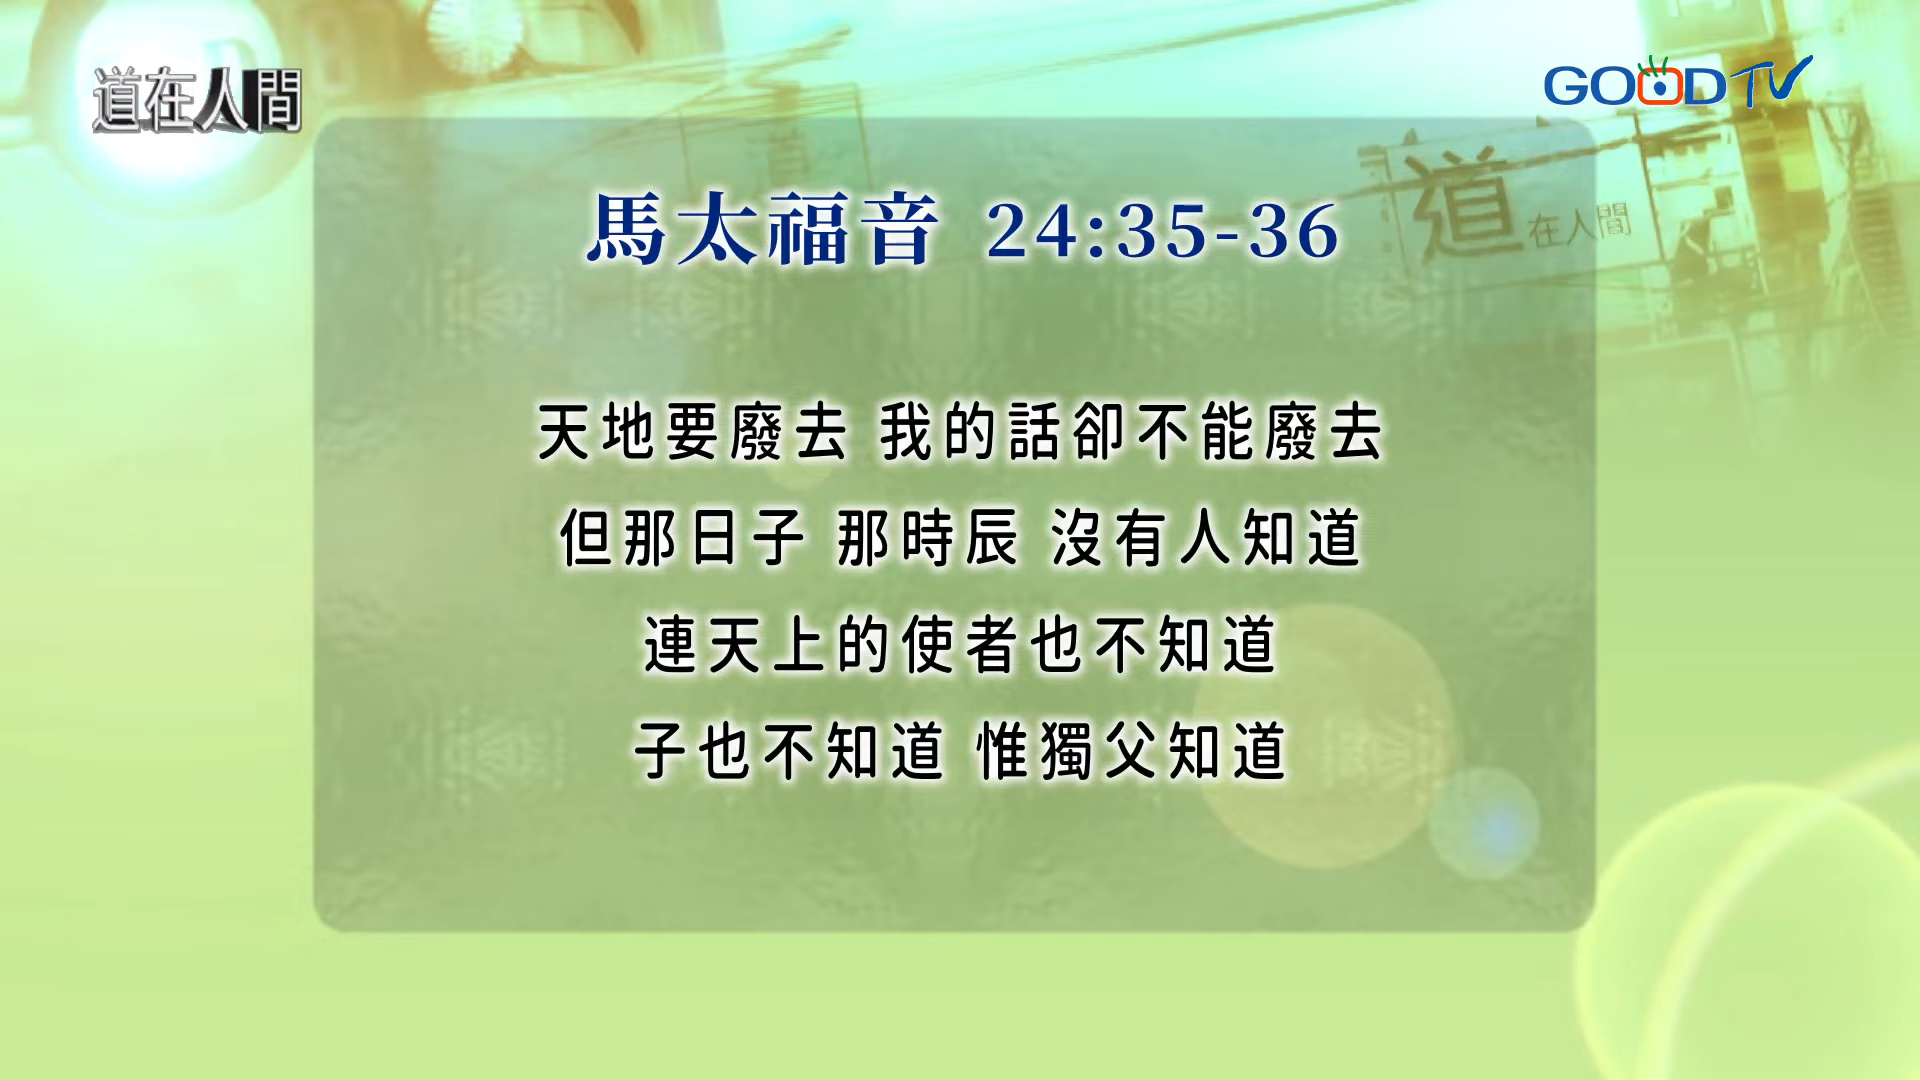 道在人間
GOODTV
道
在人間
馬太福音 24:35-36
天地要廢去 我的話卻不能廢去
但那日子 那時辰 沒有人知道
連天上的使者也不知道
子也不知道 惟獨父知道